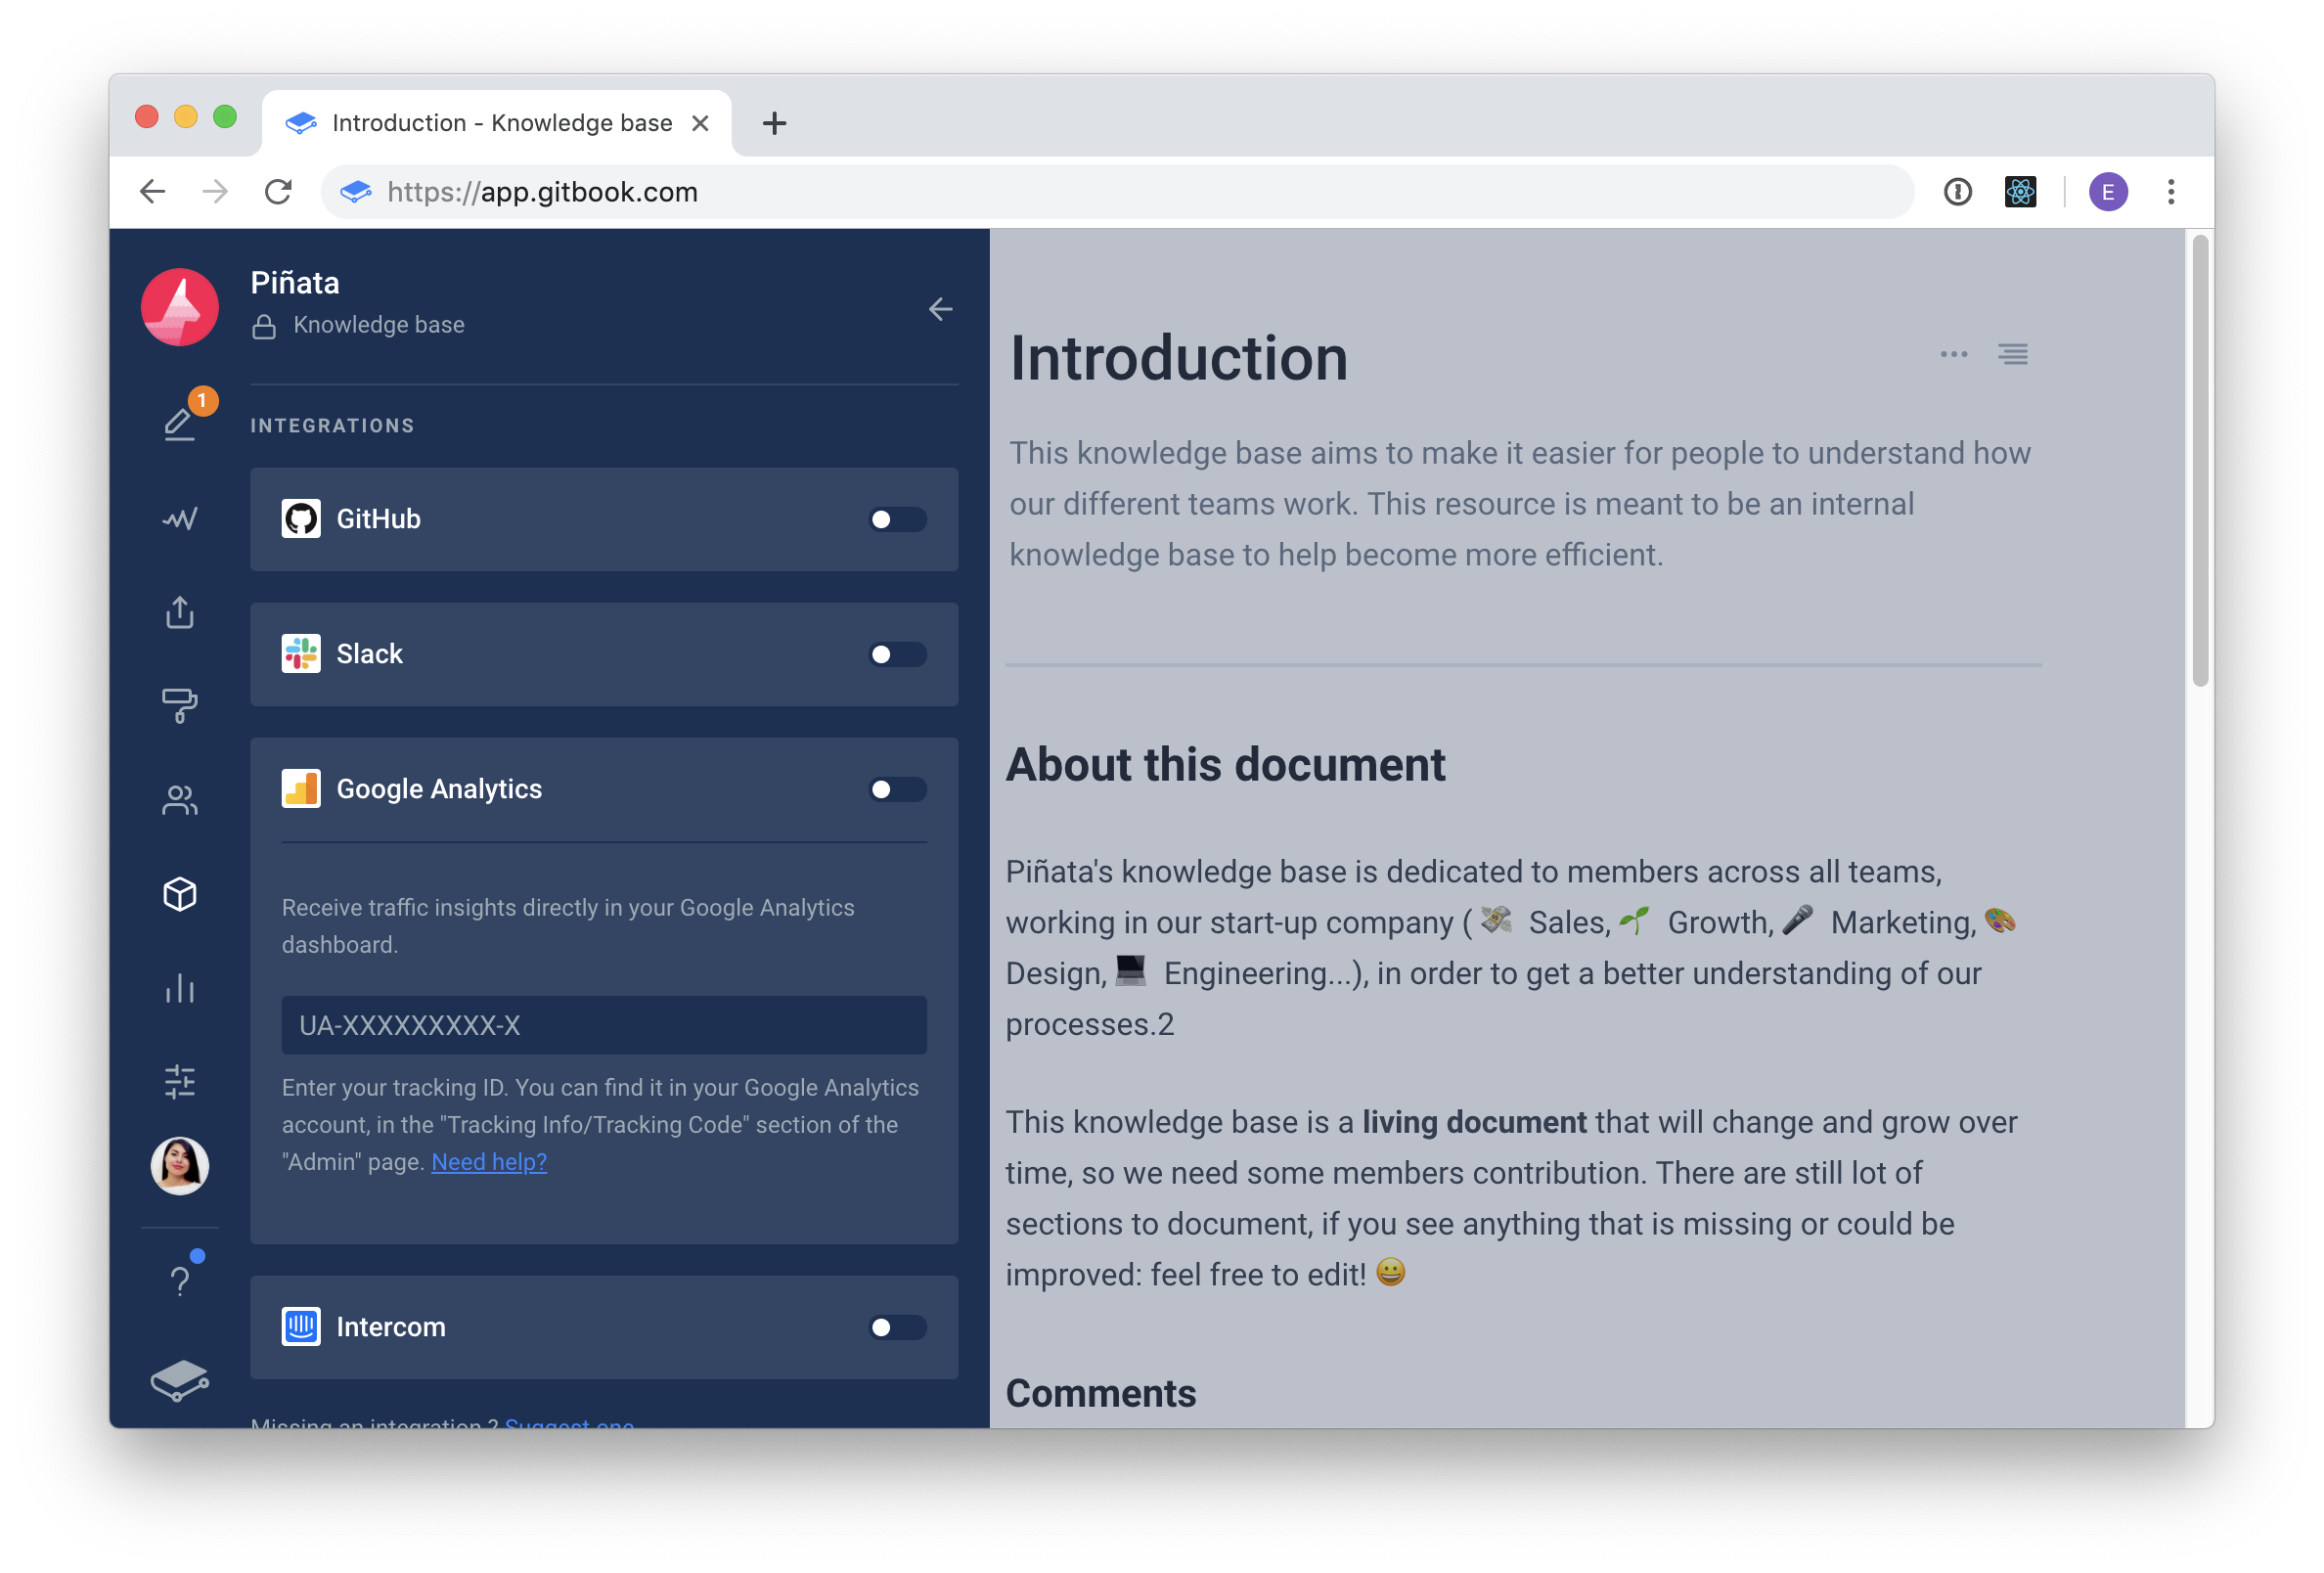 Introduction - Knowledge base
https://app.gitbook.com
E
Piñata
Knowledge base
1
INTEGRATIONS
GitHub
Slack
Google Analytics
Receive traffic insights directly in your Google Analytics
dashboard.
UA-XXXXXXXXX-X
Enter your tracking ID. You can find it in your Google Analytics
account, in the "Tracking Info/Tracking Code" section of the
"Admin" page. Need help?
Intercom
Missing an integration ? Suggest one
Introduction
This knowledge base aims to make it easier for people to understand how
our different teams work. This resource is meant to be an internal
knowledge base to help become more efficient.
About this document
Piñata's knowledge base is dedicated to members across all teams,
working in our start-up company ( 💸 Sales, 🌱 Growth, 🎤 Marketing, 🎨
Design, 💻 Engineering...), in order to get a better understanding of our
processes.2
This knowledge base is a living document that will change and grow over
time, so we need some members contribution. There are still lot of
sections to document, if you see anything that is missing or could be
improved: feel free to edit! 😀
Comments